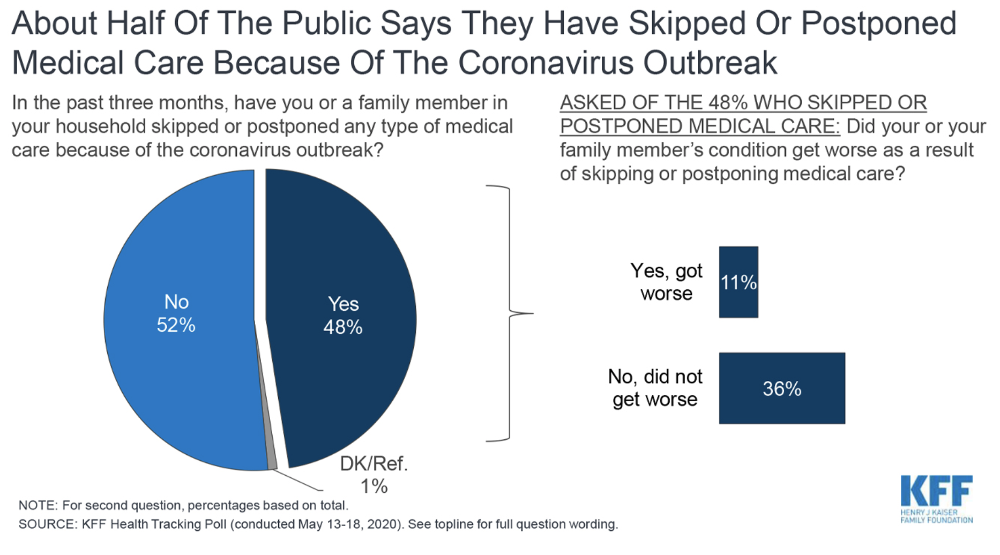 About Half Of The Public Says They Have Skipped Or Postponed
Medical Care Because Of The Coronavirus Outbreak
In the past three months, have you or a family member in
your household skipped or postponed any type of medical
care because of the coronavirus outbreak?
ASKED OF THE 48% WHO SKIPPED OR
POSTPONED MEDICAL CARE: Did your or your
family member’s condition get worse as a result
of skipping or postponing medical care?
No
52%
Yes
48%
DK/Ref.
1%
Yes, got
worse
11%
No, did not
get worse
36%
NOTE: For second question, percentages based on total.
SOURCE: KFF Health Tracking Poll (conducted May 13-18, 2020). See topline for full question wording.
KFF
HENRY J KAISER
FAMILY FOUNDATION